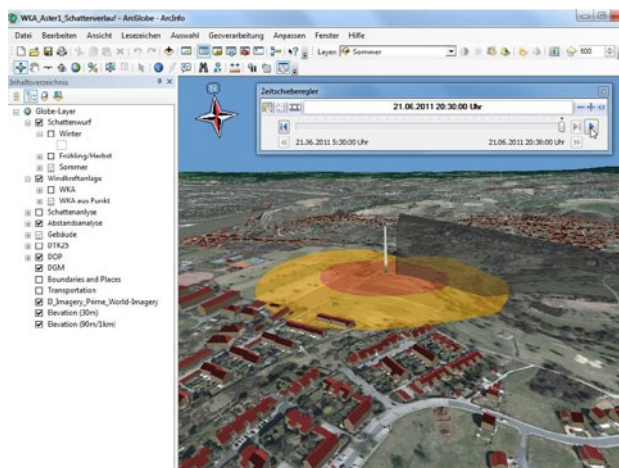 WKA_Aster1_Schattenverlauf - ArcGlobe - ArcInfo
Datei Bearbeiten Ansicht Lesezeichen Auswahl Geoverarbeitung Anpassen Fenster Hilfe
Layer: Sommer 500
Inhaltsverzeichnis
Zeitschieberegler
N
21.06.2011 20:30:00 Uhr
21.06.2011 5:30:00 Uhr 21.06.2011 20:30:00 Uhr
Globe-Layer
Schattenwurf
Winter
Frühling/Herbst
Sommer
Windkraftanlage
WKA
WKA aus Punkt
Schattenanalyse
Abstandsanalyse
Gebäude
DTK25
DOP
DGM
Boundaries and Places
Transportation
I3_Imagery_Prime_World-Imagery
Elevation (30m)
Elevation (90m/1km)